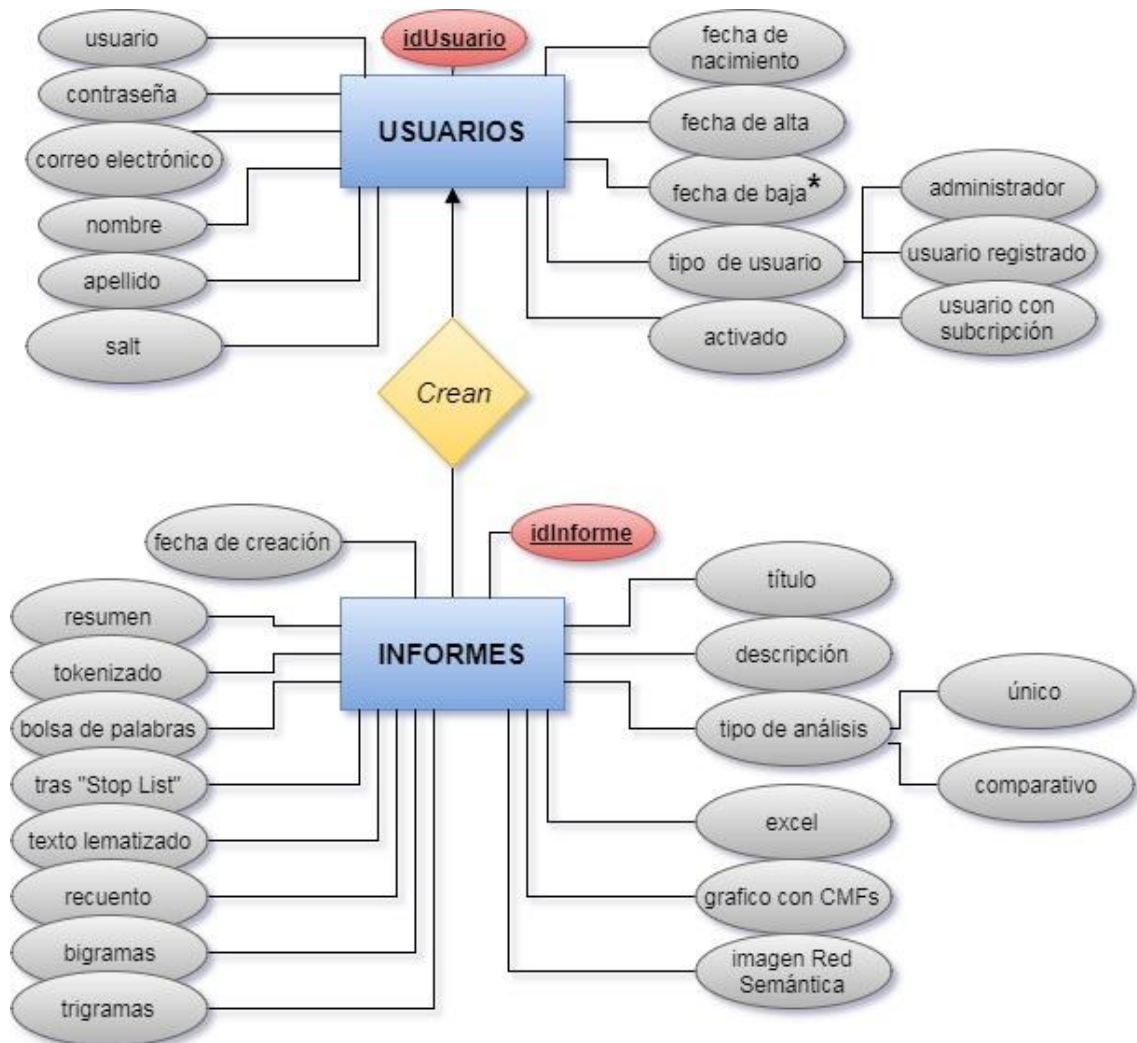 usuario
idUsuario
fecha de
nacimiento
contraseña
USUARIOS
fecha de alta
correo electrónico
fecha de baja*
administrador
nombre
tipo de usuario
usuario registrado
apellido
usuario con
subcripción
salt
activado
Crean
fecha de creación
idInforme
título
resumen
INFORMES
descripción
tokenizado
único
bolsa de palabras
tipo de análisis
tras "Stop List"
comparativo
texto lematizado
excel
recuento
grafico con CMFs
bigramas
imagen Red
Semántica
trigramas